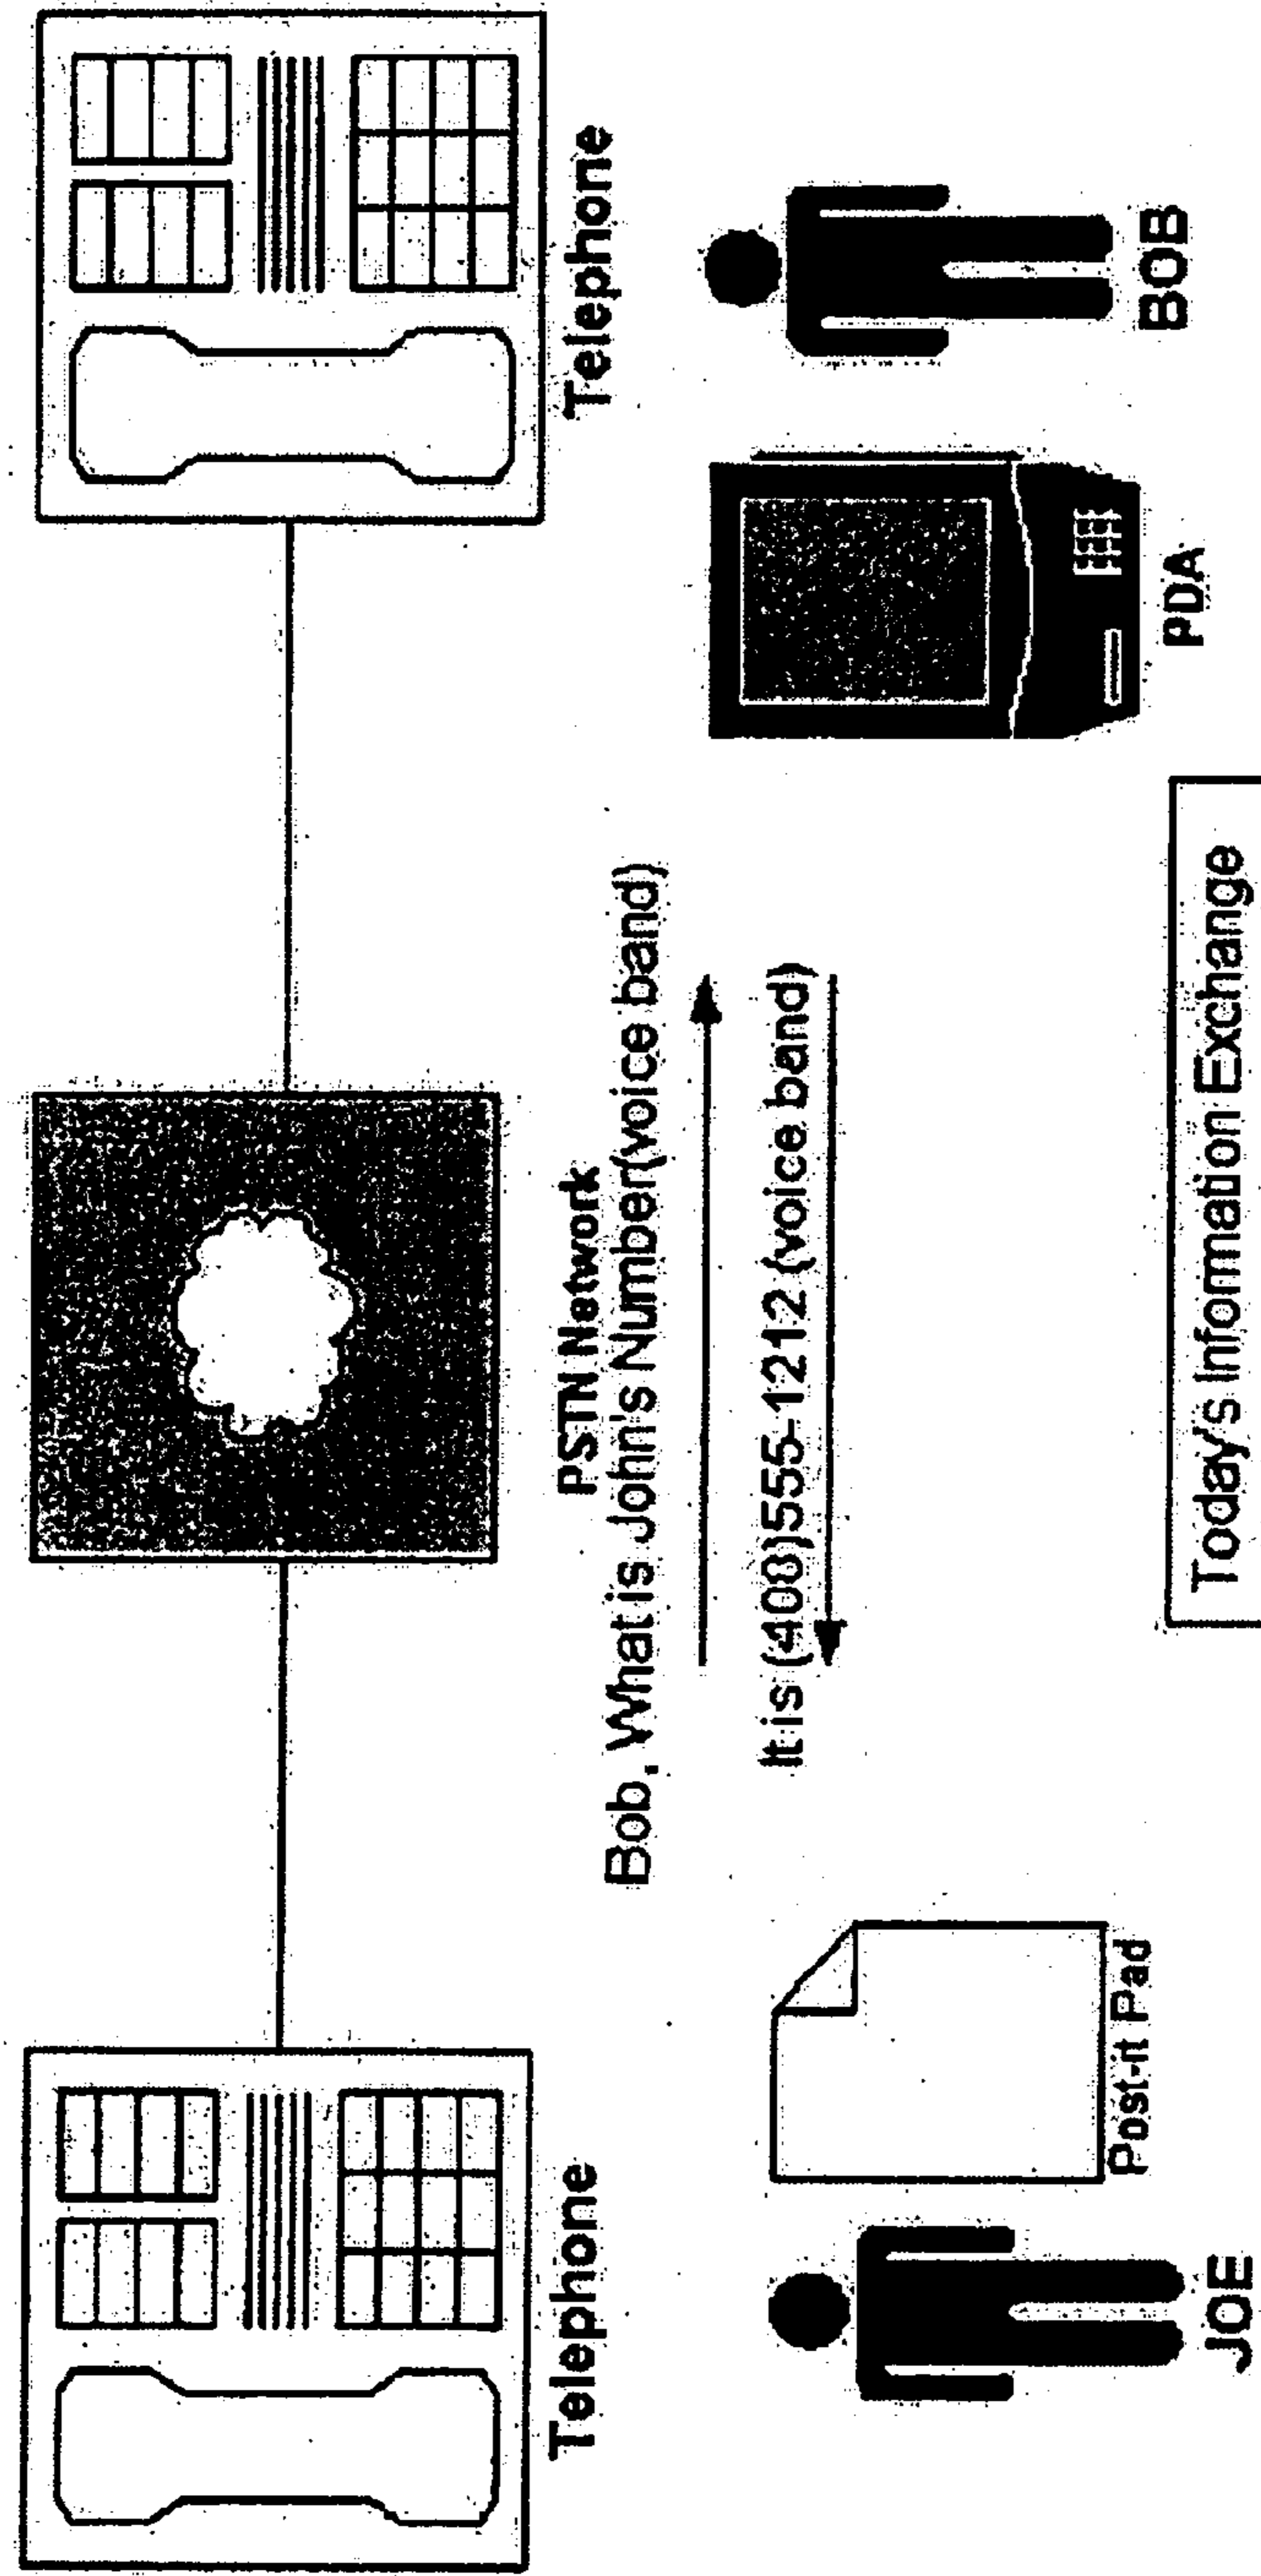 Telephone
Telephone
PSTN Network
Bob, What is John's Number(voice band)
It is (408)555-1212 (voice band)
Post-it Pad
PDA
JOE
BOB
Today's Information Exchange